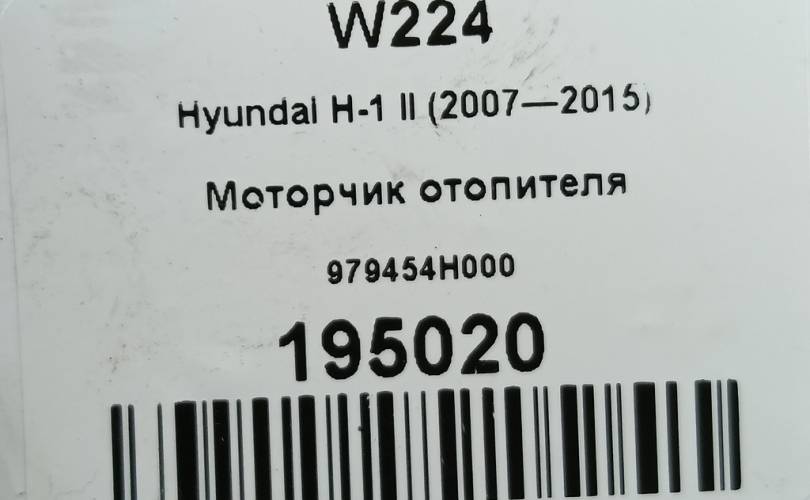 W224
Hyundai H-1 II (2007—2015)
Моторчик отопителя
979454H000
195020